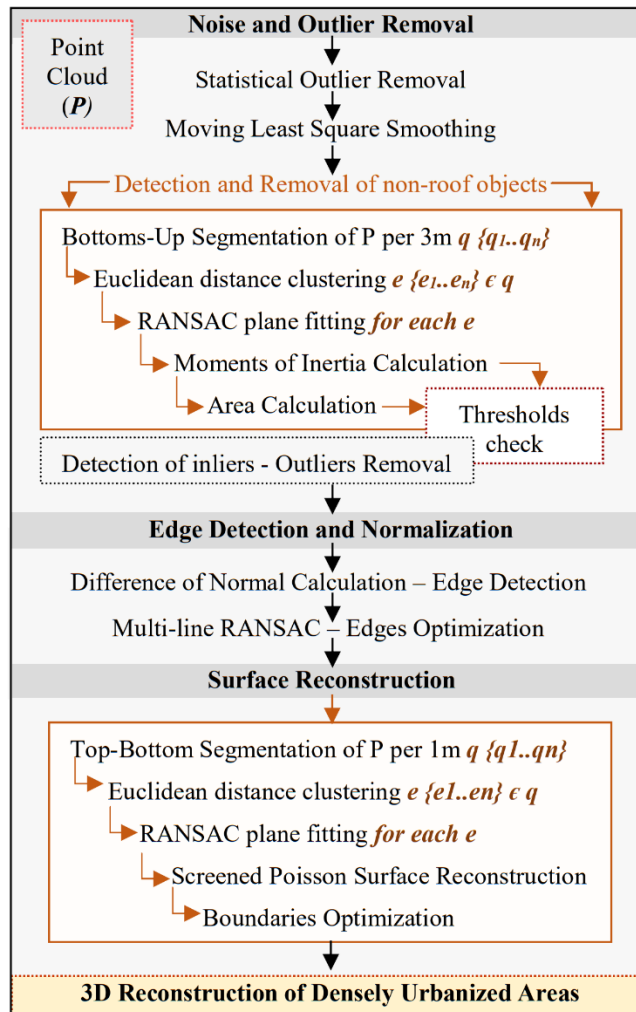 Noise and Outlier Removal
Point
Cloud
(P)
Statistical Outlier Removal
Moving Least Square Smoothing
Detection and Removal of non-roof objects
Bottoms-Up Segmentation of P per 3m q {q₁..qₙ}
Euclidean distance clustering e {e₁..eₙ} ϵ q
RANSAC plane fitting for each e
Moments of Inertia Calculation
Area Calculation
Thresholds
check
Detection of inliers - Outliers Removal
Edge Detection and Normalization
Difference of Normal Calculation – Edge Detection
Multi-line RANSAC – Edges Optimization
Surface Reconstruction
Top-Bottom Segmentation of P per 1m q {q1..qn}
Euclidean distance clustering e {e1..en} ϵ q
RANSAC plane fitting for each e
Screened Poisson Surface Reconstruction
Boundaries Optimization
3D Reconstruction of Densely Urbanized Areas